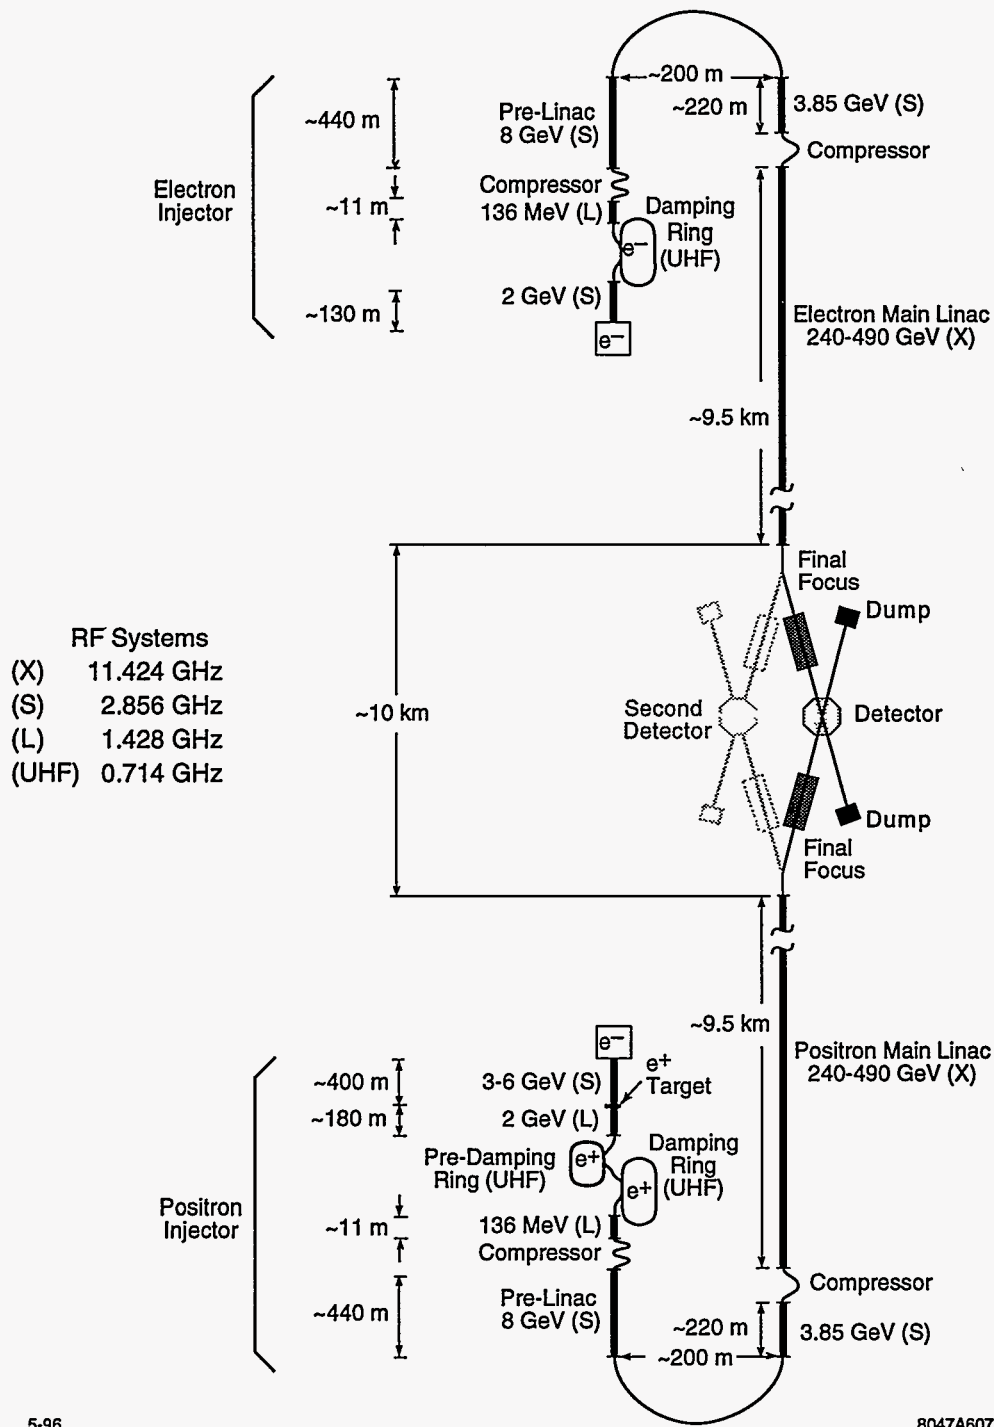 ~200 m
~440 m
Pre-Linac
8 GeV (S)
~220 m
3.85 GeV (S)
Compressor
Electron
Injector
~11 m
Compressor
136 MeV (L)
Damping
Ring
(UHF)
e−
2 GeV (S)
~130 m
e−
Electron Main Linac
240-490 GeV (X)
~9.5 km
Final
Focus
Dump
RF Systems
(X) 11.424 GHz
(S) 2.856 GHz
(L) 1.428 GHz
(UHF) 0.714 GHz
~10 km
Second
Detector
Detector
Dump
Final
Focus
~9.5 km
Positron Main Linac
240-490 GeV (X)
e−
~400 m
3-6 GeV (S)
e+
Target
~180 m
2 GeV (L)
Pre-Damping
Ring (UHF)
e+
Damping
Ring
(UHF)
e+
Positron
Injector
~11 m
136 MeV (L)
Compressor
Compressor
~440 m
Pre-Linac
8 GeV (S)
~220 m
3.85 GeV (S)
~200 m
5-96
8047A607